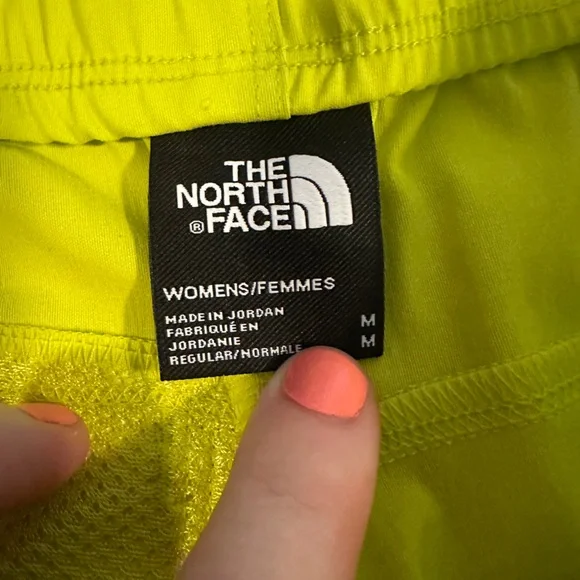 THE
NORTH
® FACE
WOMENS/FEMMES
MADE IN JORDAN
FABRIQUÉ EN M
JORDANIE M
REGULAR/NORMALE